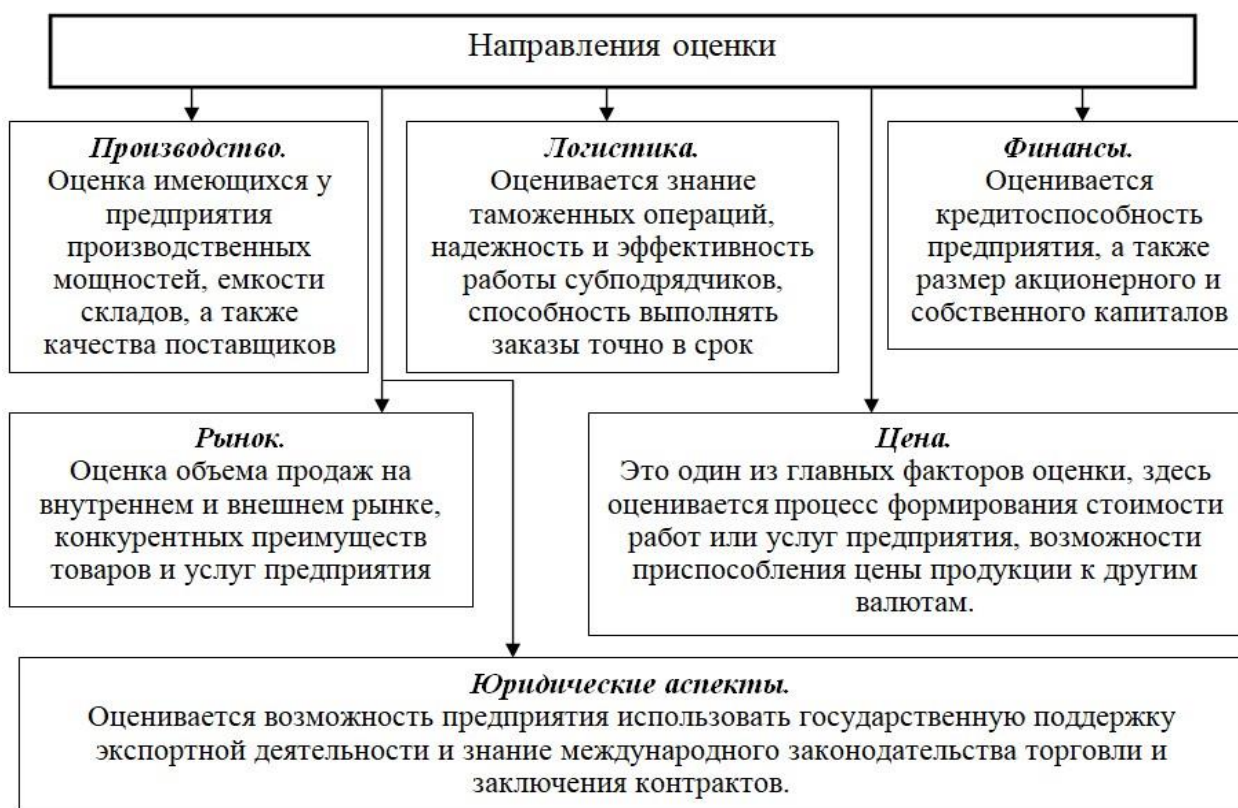 Направления оценки
Производство.
Оценка имеющихся у
предприятия
производственных
мощностей, емкости
складов, а также
качества поставщиков
Логистика.
Оценивается знание
таможенных операций,
надежность и эффективность
работы субподрядчиков,
способность выполнять
заказы точно в срок
Финансы.
Оценивается
кредитоспособность
предприятия, а также
размер акционерного и
собственного капиталов
Рынок.
Оценка объема продаж на
внутреннем и внешнем рынке,
конкурентных преимуществ
товаров и услуг предприятия
Цена.
Это один из главных факторов оценки, здесь
оценивается процесс формирования стоимости
работ или услуг предприятия, возможности
приспособления цены продукции к другим
валютам.
Юридические аспекты.
Оценивается возможность предприятия использовать государственную поддержку
экспортной деятельности и знание международного законодательства торговли и
заключения контрактов.